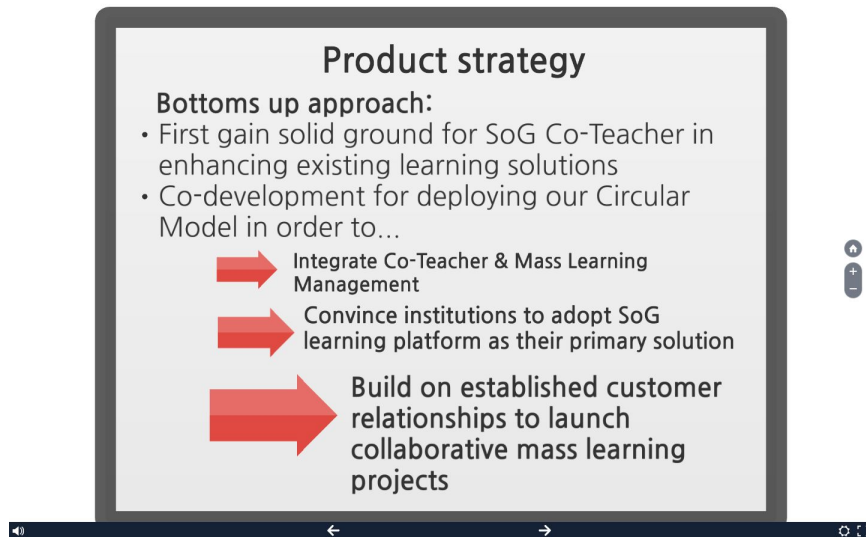 Product strategy
Bottoms up approach:
• First gain solid ground for SoG Co-Teacher in
enhancing existing learning solutions
• Co-development for deploying our Circular
Model in order to...
Integrate Co-Teacher & Mass Learning
Management
Convince institutions to adopt SoG
learning platform as their primary solution
Build on established customer
relationships to launch
collaborative mass learning
projects